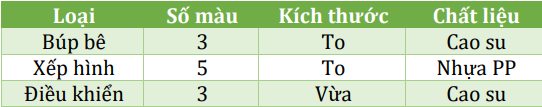 Loại Số màu Kích thước Chất liệu
Búp bê 3 To Cao su
Xếp hình 5 To Nhựa PP
Điều khiển 3 Vừa Cao su